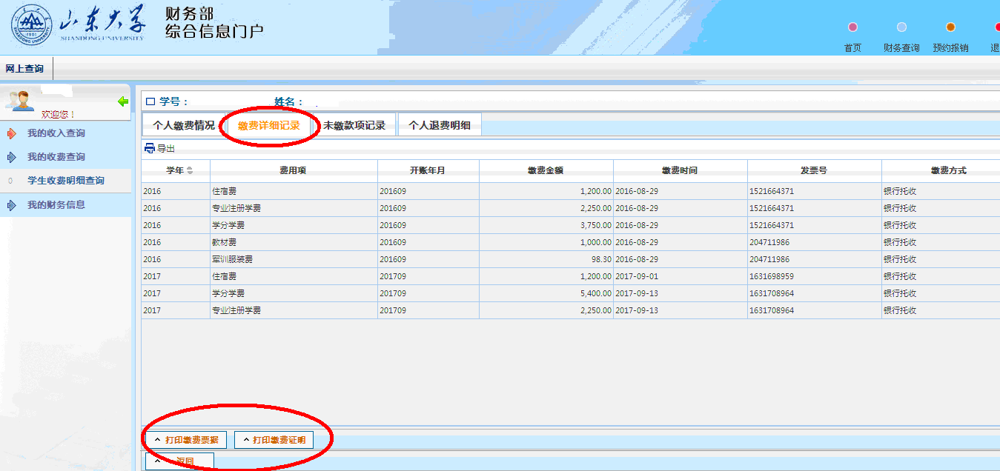 山东大学
SHANDONG UNIVERSITY
财务部
综合信息门户
首页 财务查询 预约报销 退
网上查询
欢迎您！
我的收入查询
我的收费查询
学生收费明细查询
我的财务信息
学号： 姓名：
个人缴费情况 缴费详细记录 未缴款项记录 个人退费明细
导出
学年 费用项 开账年月 缴费金额 缴费时间 发票号 缴费方式
2016 住宿费 201609 1,200.00 2016-08-29 1521664371 银行托收
2016 专业注册学费 201609 2,250.00 2016-08-29 1521664371 银行托收
2016 学分学费 201609 3,750.00 2016-08-29 1521664371 银行托收
2016 教材费 201609 1,000.00 2016-08-29 204711986 银行托收
2016 军训服装费 201609 98.30 2016-08-29 204711986 银行托收
2017 住宿费 201709 1,200.00 2017-09-01 1631698959 银行托收
2017 学分学费 201709 5,400.00 2017-09-13 1631708964 银行托收
2017 专业注册学费 201709 2,250.00 2017-09-13 1631708964 银行托收
打印缴费票据 打印缴费证明
返回